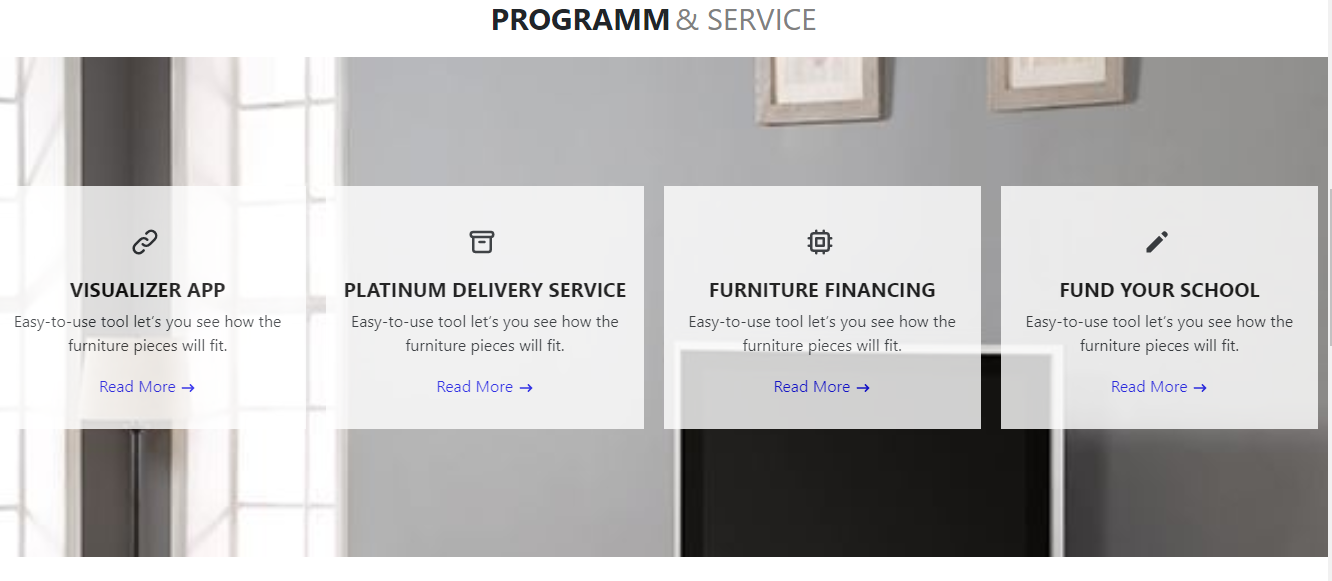 PROGRAMM & SERVICE
VISUALIZER APP
Easy-to-use tool let's you see how the
furniture pieces will fit.
Read More →
PLATINUM DELIVERY SERVICE
Easy-to-use tool let's you see how the
furniture pieces will fit.
Read More →
FURNITURE FINANCING
Easy-to-use tool let's you see how the
furniture pieces will fit.
Read More →
FUND YOUR SCHOOL
Easy-to-use tool let's you see how the
furniture pieces will fit.
Read More →